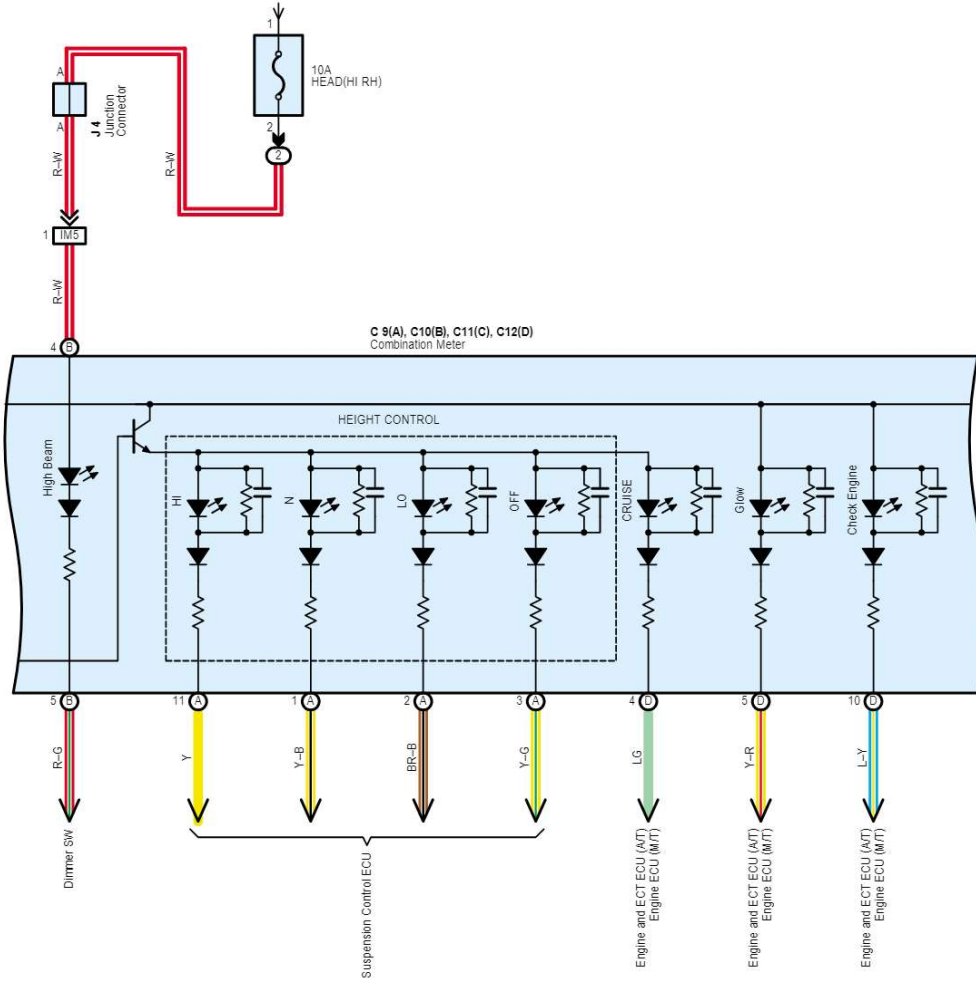 1
10A
HEAD(HI RH)
2
2
A
A
J 4
Junction
Connector
R–W
R–W
1 IM5
R–W
C 9(A), C10(B), C11(C), C12(D)
Combination Meter
4 B
HEIGHT CONTROL
High Beam
HI
N
LO
OFF
CRUISE
Glow
Check Engine
5 B
11 A
1 A
2 A
3 A
4 D
5 D
10 D
R–G
Y
Y–B
BR–B
Y–G
LG
Y–R
L–Y
Dimmer SW
Suspension Control ECU
Engine and ECT ECU (A/T)
Engine ECU (M/T)
Engine and ECT ECU (A/T)
Engine ECU (M/T)
Engine and ECT ECU (A/T)
Engine ECU (M/T)